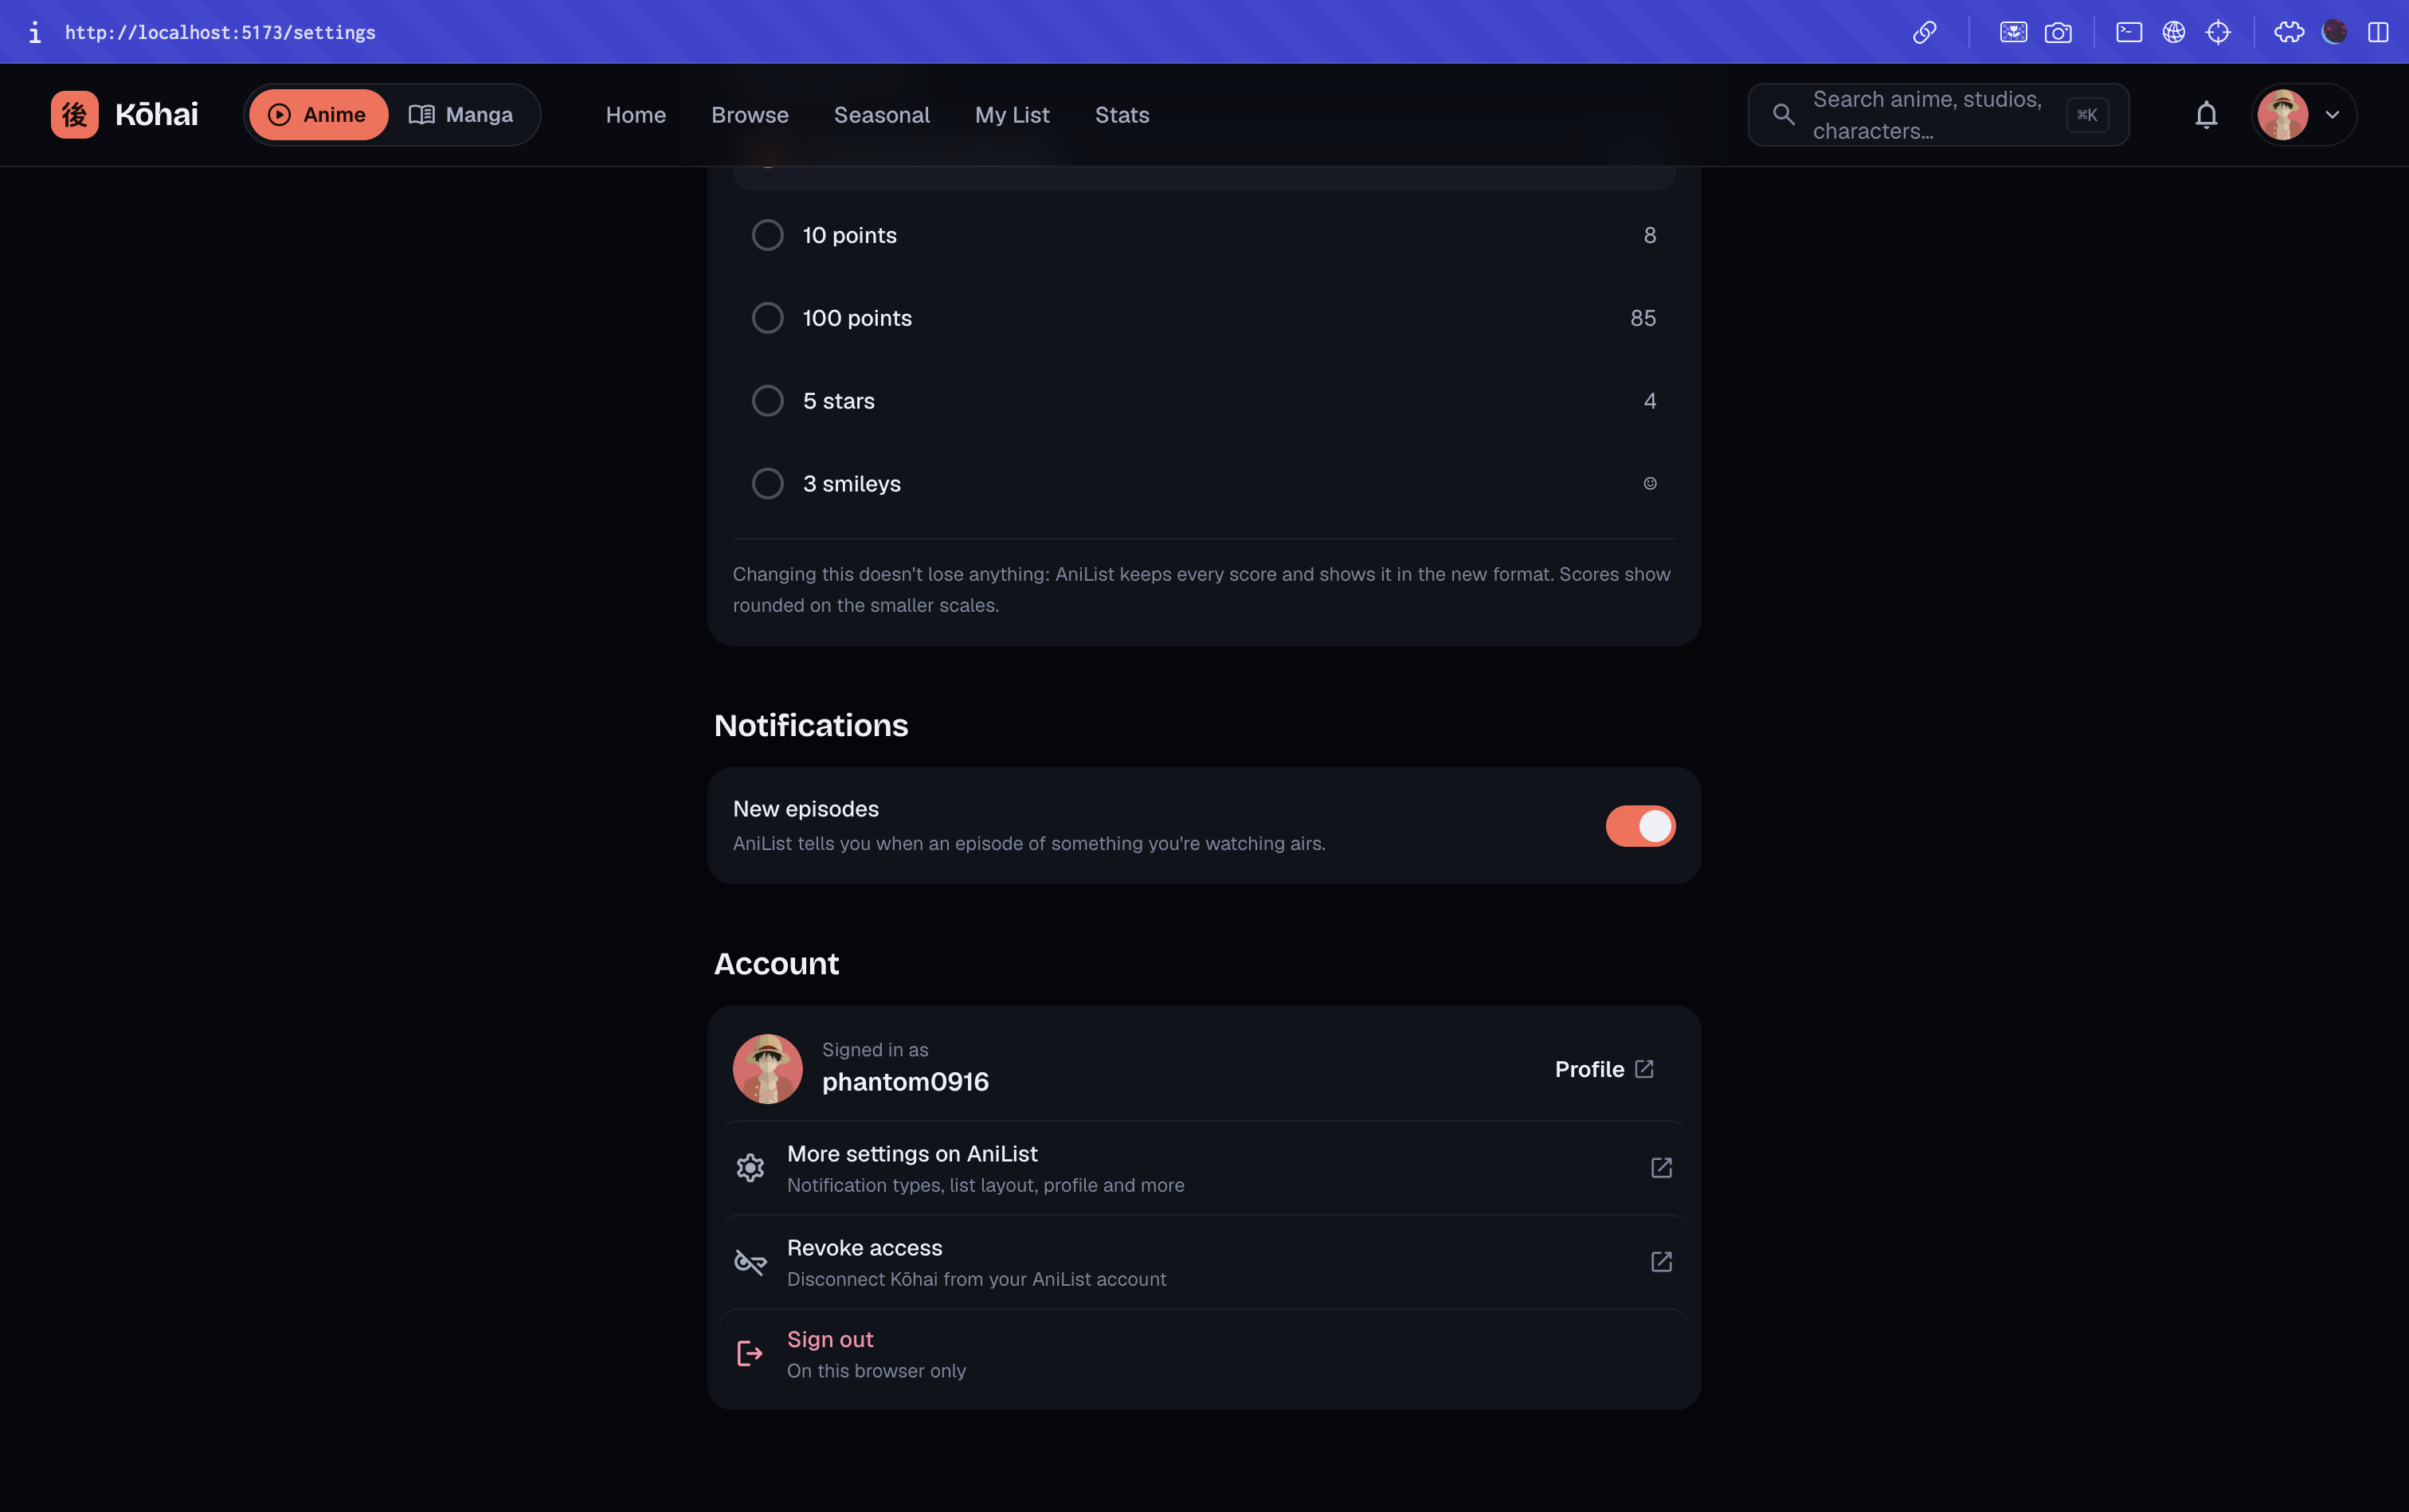 http://localhost:5173/settings
後 Kōhai
Anime
Manga
Home
Browse
Seasonal
My List
Stats
Search anime, studios,
characters...
⌘K
10 points
8
100 points
85
5 stars
4
3 smileys
Changing this doesn't lose anything: AniList keeps every score and shows it in the new format. Scores show
rounded on the smaller scales.
Notifications
New episodes
AniList tells you when an episode of something you're watching airs.
Account
Signed in as
phantom0916
Profile
More settings on AniList
Notification types, list layout, profile and more
Revoke access
Disconnect Kōhai from your AniList account
Sign out
On this browser only